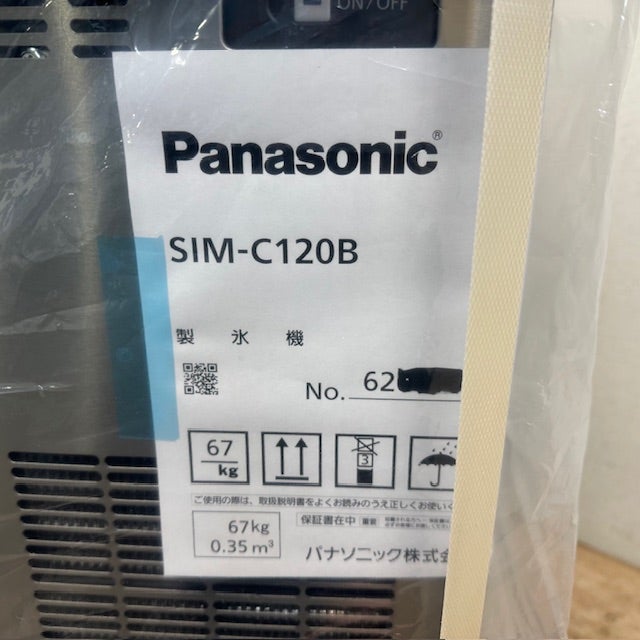 ON/OFF
Panasonic®
SIM-C120B
製氷機
No. 62
67
kg
3
ご使用の際は、取扱説明書をよくお読みのうえ正しくお使い
67kg
0.35 m³
保証書在中 重要
パナソニック株式